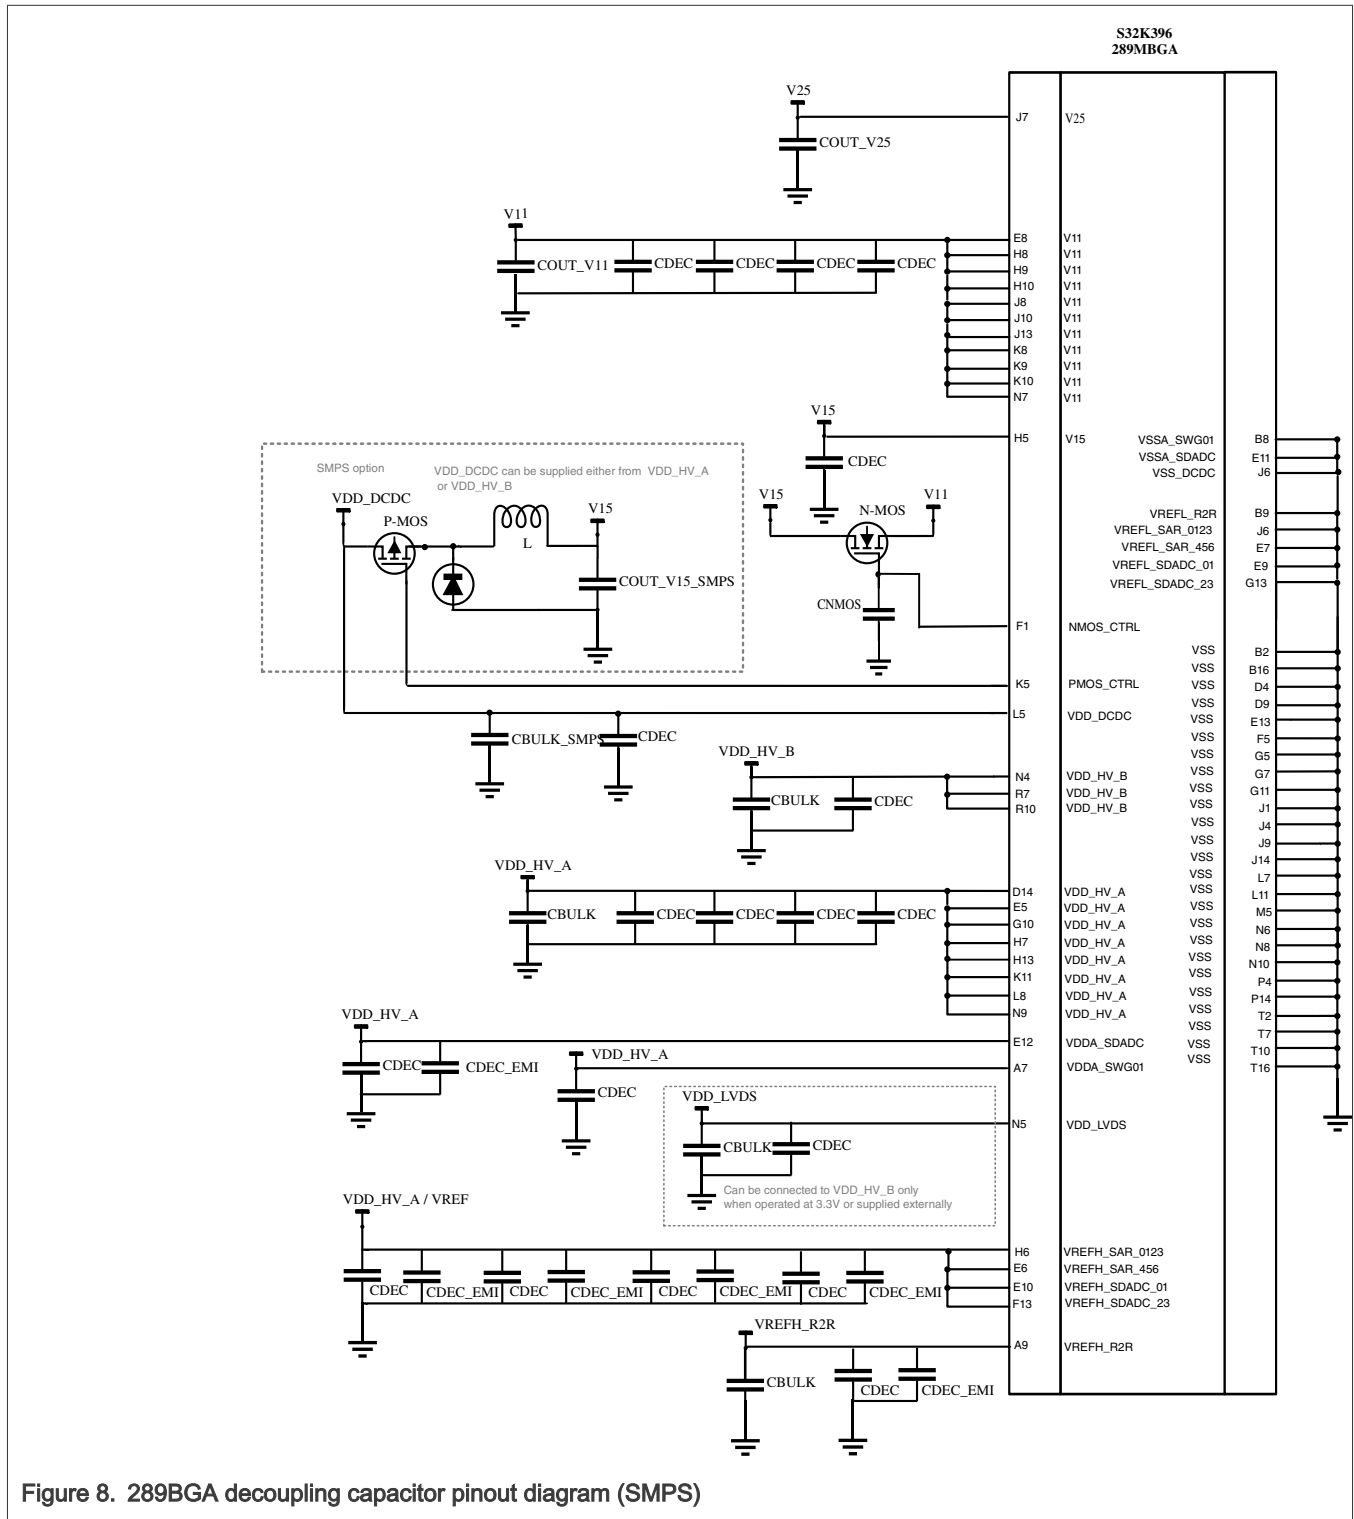 S32K396
289MBGA
V25
J7 V25
COUT_V25
V11
COUT_V11 CDEC CDEC CDEC CDEC
E8 V11
H8 V11
H9 V11
H10 V11
J8 V11
J10 V11
J13 V11
K8 V11
K9 V11
K10 V11
N7 V11
V15
H5 V15
CDEC
SMPS option
VDD_DCDC can be supplied either from VDD_HV_A
or VDD_HV_B
VDD_DCDC
P-MOS
V15
L
COUT_V15_SMPS
V15 N-MOS V11
CNMOS
F1 NMOS_CTRL
K5 PMOS_CTRL
L5 VDD_DCDC
CBULK_SMPS CDEC
VDD_HV_B
CBULK CDEC
N4 VDD_HV_B
R7 VDD_HV_B
R10 VDD_HV_B
VDD_HV_A
CBULK CDEC CDEC CDEC CDEC
D14 VDD_HV_A
E5 VDD_HV_A
G10 VDD_HV_A
H7 VDD_HV_A
H13 VDD_HV_A
K11 VDD_HV_A
L8 VDD_HV_A
N9 VDD_HV_A
VDD_HV_A
E12 VDDA_SDADC
CDEC CDEC_EMI
VDD_HV_A
A7 VDDA_SWG01
CDEC
VDD_LVDS
N5 VDD_LVDS
CBULK CDEC
Can be connected to VDD_HV_B only
when operated at 3.3V or supplied externally
VDD_HV_A / VREF
H6 VREFH_SAR_0123
E6 VREFH_SAR_456
E10 VREFH_SDADC_01
F13 VREFH_SDADC_23
CDEC CDEC_EMI CDEC CDEC_EMI CDEC CDEC_EMI CDEC CDEC_EMI
VREFH_R2R
A9 VREFH_R2R
CBULK CDEC CDEC_EMI
VSSA_SWG01 B8
VSSA_SDADC E11
VSS_DCDC J6
VREFL_R2R B9
VREFL_SAR_0123 J6
VREFL_SAR_456 E7
VREFL_SDADC_01 E9
VREFL_SDADC_23 G13
VSS B2
VSS B16
VSS D4
VSS D9
VSS E13
VSS F5
VSS G5
VSS G7
VSS G11
VSS J1
VSS J4
VSS J9
VSS J14
VSS L7
VSS L11
VSS M5
VSS N6
VSS N8
VSS N10
VSS P4
VSS P14
VSS T2
VSS T7
VSS T10
VSS T16
Figure 8. 289BGA decoupling capacitor pinout diagram (SMPS)